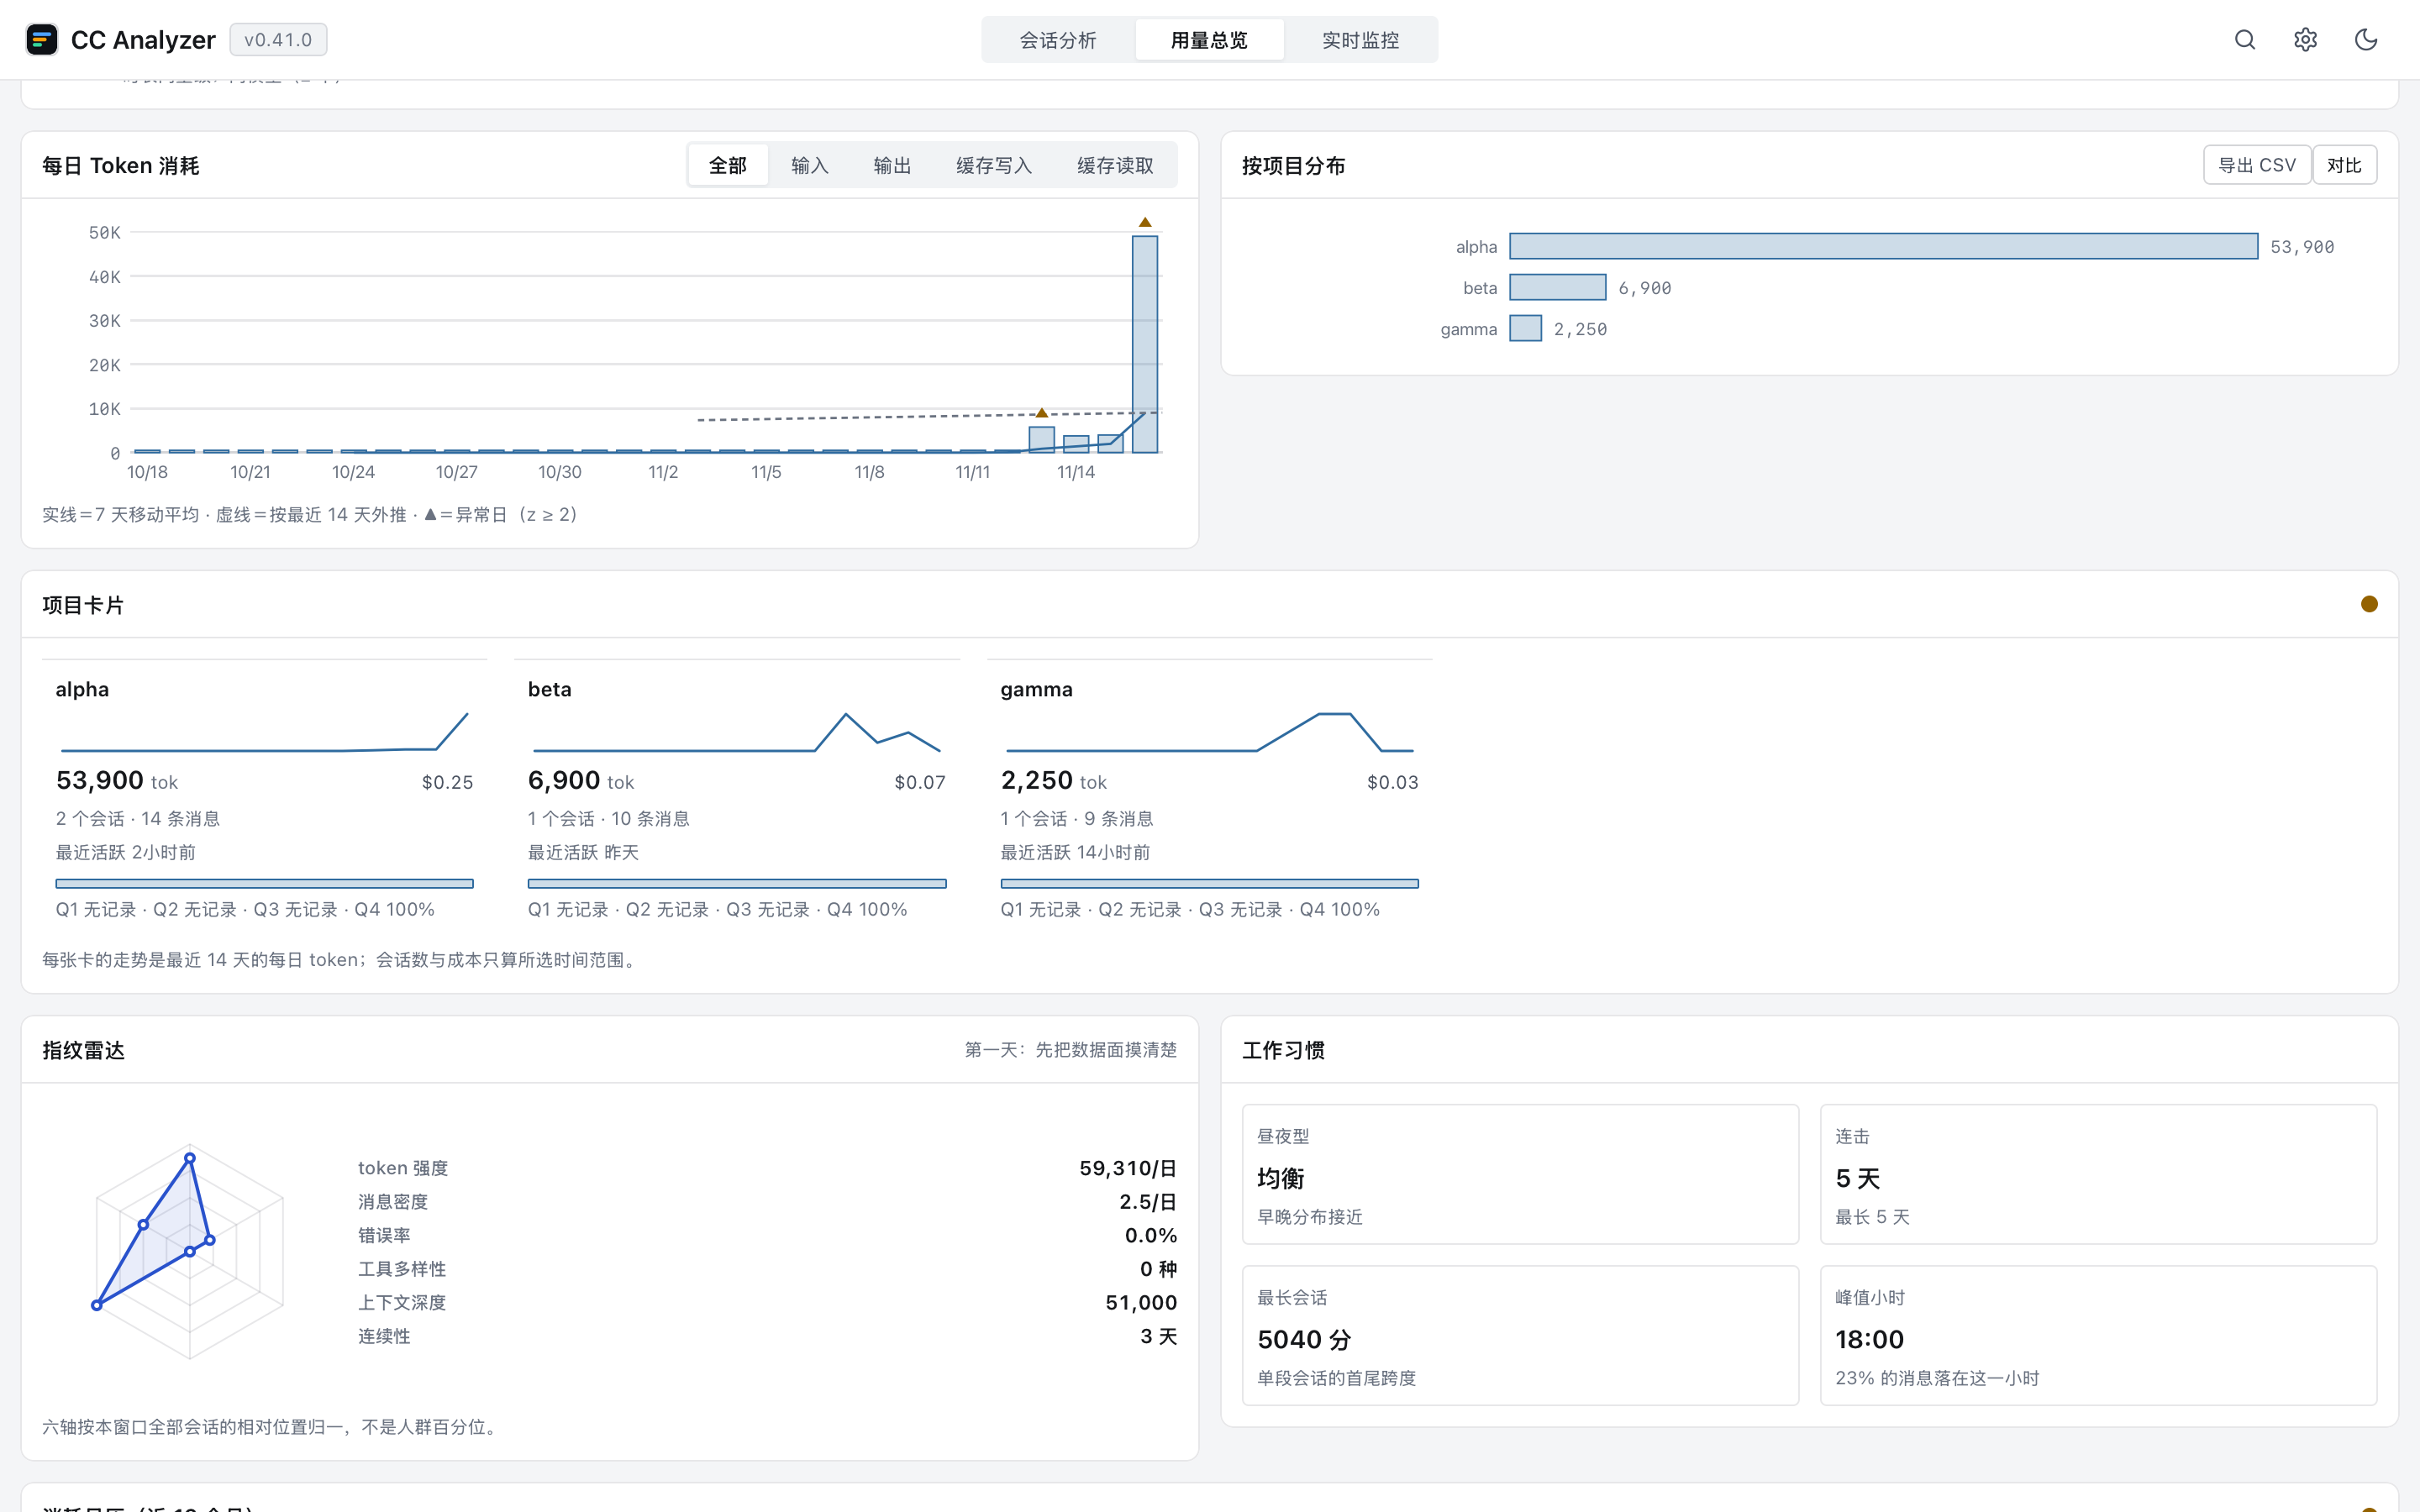 CC Analyzer v0.41.0
会话分析 用量总览 实时监控
每日 Token 消耗
全部 输入 输出 缓存写入 缓存读取
50K
40K
30K
20K
10K
0
10/18 10/21 10/24 10/27 10/30 11/2 11/5 11/8 11/11 11/14
实线=7 天移动平均 · 虚线=按最近 14 天外推 · ▲=异常日（z ≥ 2）
按项目分布
导出 CSV 对比
alpha 53,900
beta 6,900
gamma 2,250
项目卡片
alpha
53,900 tok $0.25
2 个会话 · 14 条消息
最近活跃 2小时前
Q1 无记录 · Q2 无记录 · Q3 无记录 · Q4 100%
beta
6,900 tok $0.07
1 个会话 · 10 条消息
最近活跃 昨天
Q1 无记录 · Q2 无记录 · Q3 无记录 · Q4 100%
gamma
2,250 tok $0.03
1 个会话 · 9 条消息
最近活跃 14小时前
Q1 无记录 · Q2 无记录 · Q3 无记录 · Q4 100%
每张卡的走势是最近 14 天的每日 token；会话数与成本只算所选时间范围。
指纹雷达
第一天：先把数据面摸清楚
token 强度 59,310/日
消息密度 2.5/日
错误率 0.0%
工具多样性 0 种
上下文深度 51,000
连续性 3 天
六轴按本窗口全部会话的相对位置归一，不是人群百分位。
工作习惯
昼夜型
均衡
早晚分布接近
连击
5 天
最长 5 天
最长会话
5040 分
单段会话的首尾跨度
峰值小时
18:00
23% 的消息落在这一小时